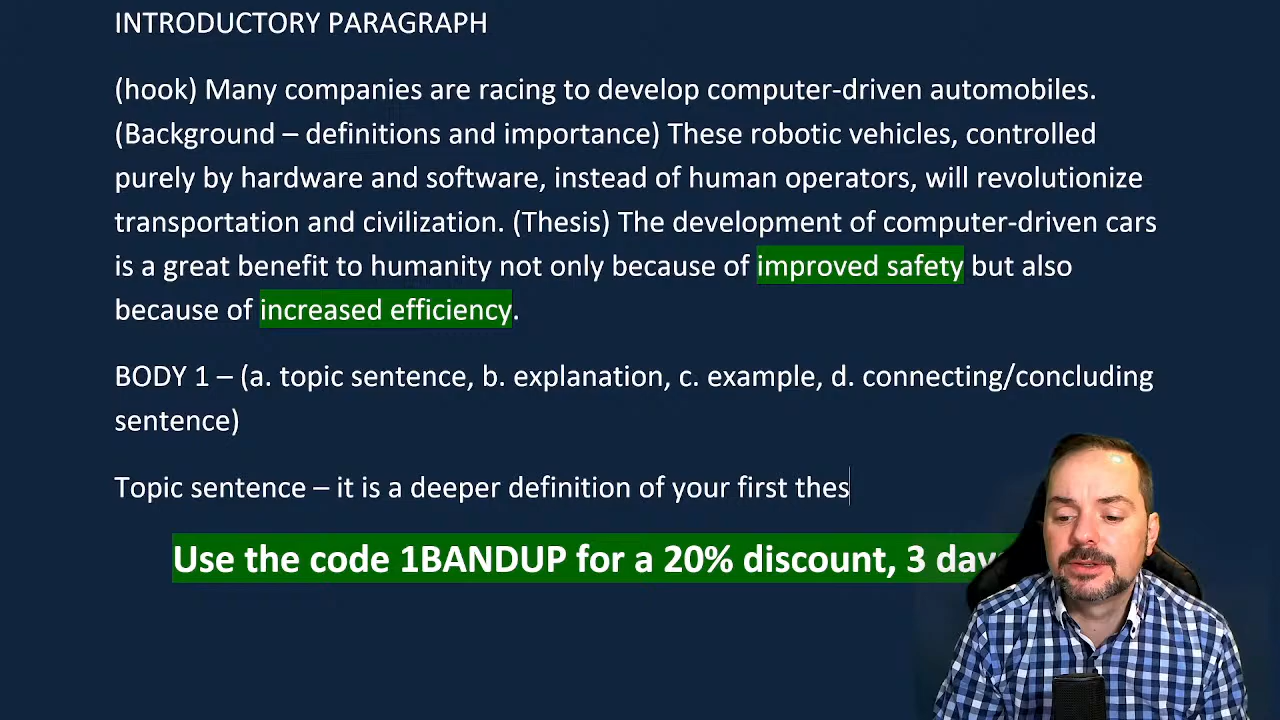 INTRODUCTORY PARAGRAPH
(hook) Many companies are racing to develop computer-driven automobiles.
(Background – definitions and importance) These robotic vehicles, controlled
purely by hardware and software, instead of human operators, will revolutionize
transportation and civilization. (Thesis) The development of computer-driven cars
is a great benefit to humanity not only because of improved safety but also
because of increased efficiency.
BODY 1 – (a. topic sentence, b. explanation, c. example, d. connecting/concluding
sentence)
Topic sentence – it is a deeper definition of your first thes
Use the code 1BANDUP for a 20% discount, 3